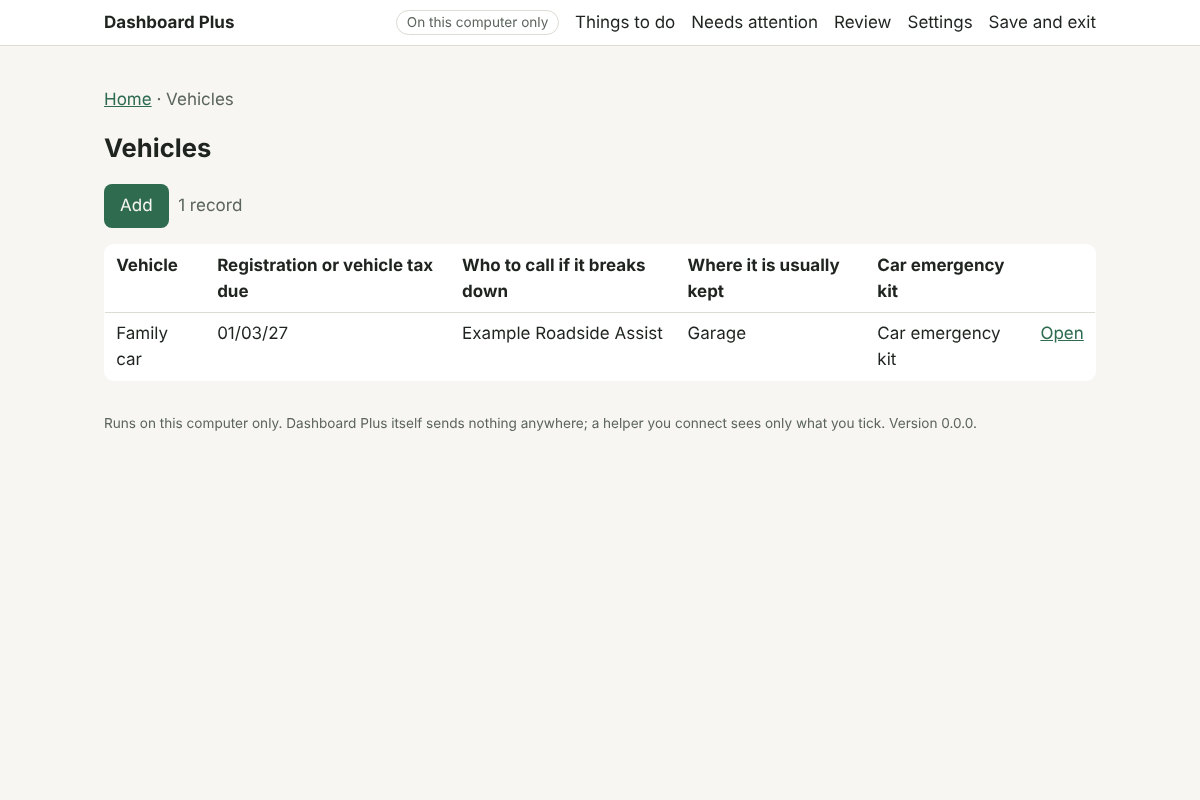 Dashboard Plus
On this computer only
Things to do
Needs attention
Review
Settings
Save and exit
Home · Vehicles
Vehicles
Add
1 record
Vehicle
Registration or vehicle tax due
Who to call if it breaks down
Where it is usually kept
Car emergency kit
Family car
01/03/27
Example Roadside Assist
Garage
Car emergency kit
Open
Runs on this computer only. Dashboard Plus itself sends nothing anywhere; a helper you connect sees only what you tick. Version 0.0.0.